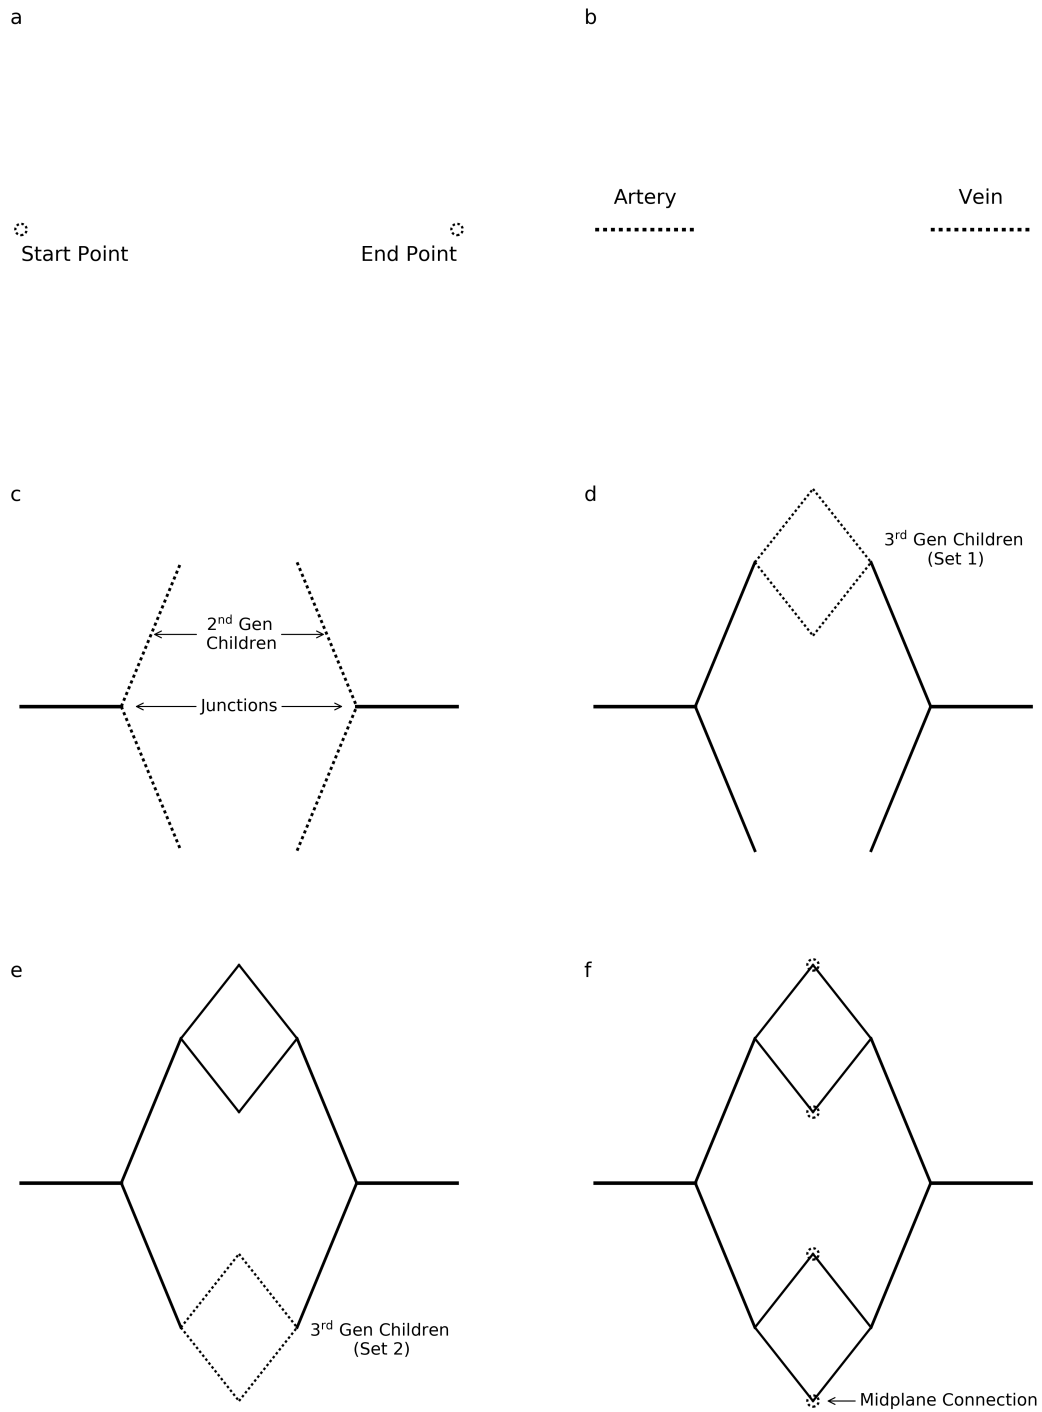 a
b
Start Point
End Point
Artery
Vein
c
2nd Gen
Children
Junctions
d
3rd Gen Children
(Set 1)
e
3rd Gen Children
(Set 2)
f
Midplane Connection